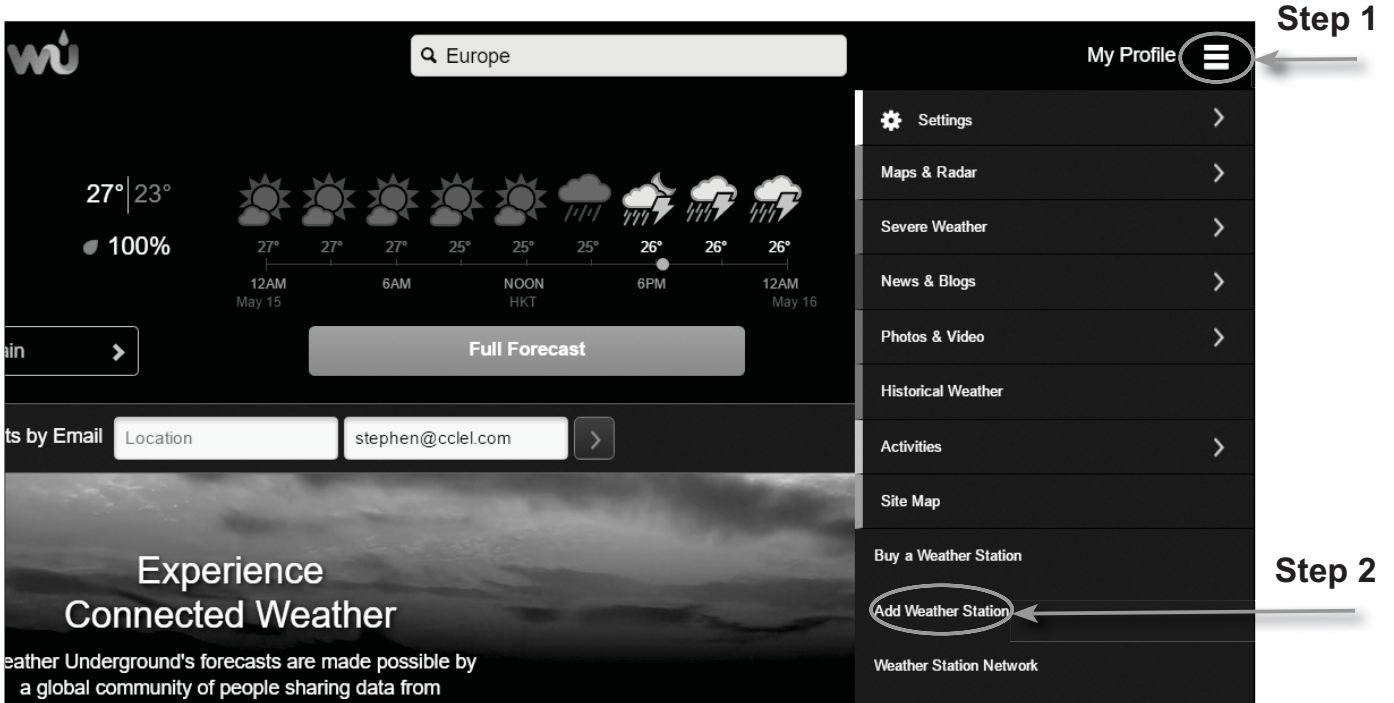 Step 1
wu
Europe
My Profile
Settings
Maps & Radar
Severe Weather
News & Blogs
Photos & Video
Historical Weather
Activities
Site Map
Buy a Weather Station
Step 2
Add Weather Station
Weather Station Network
27° 23°
100%
27° 27° 27° 25° 25° 25° 26° 26° 26°
12AM 6AM NOON 6PM 12AM
May 15 HKT May 16
ain
Full Forecast
ts by Email Location stephen@cclel.com
Experience
Connected Weather
eather Underground's forecasts are made possible by
a global community of people sharing data from